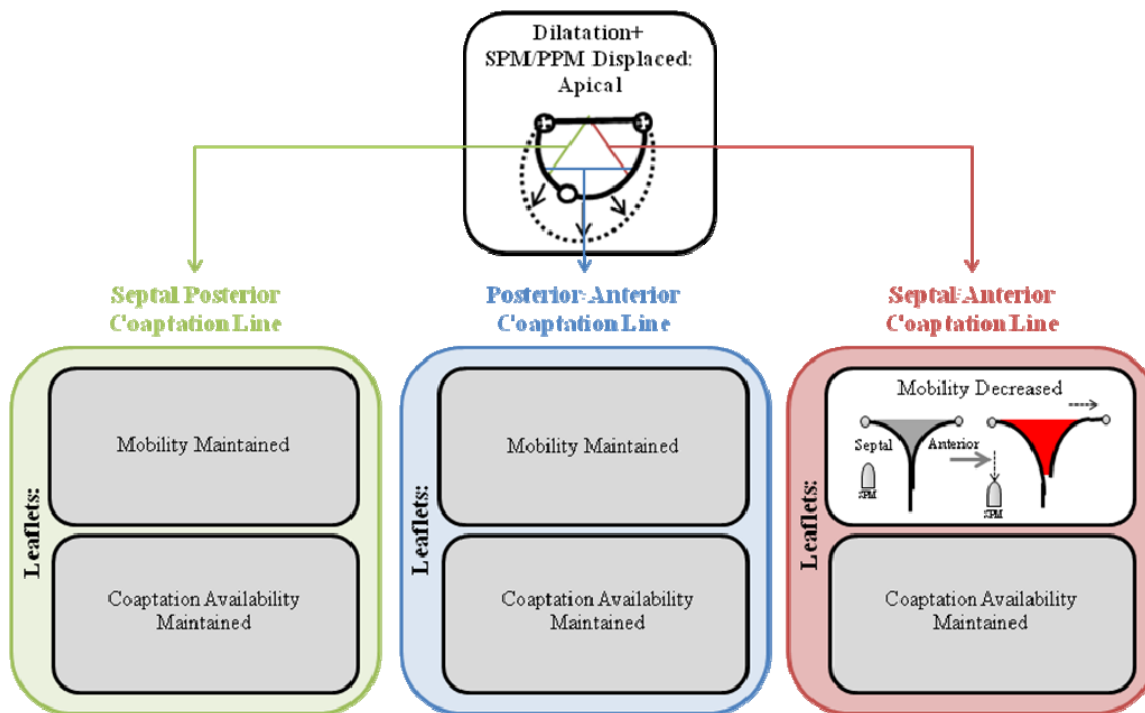 Dilatation+
SPM/PPM Displaced:
Apical
Septal-Posterior
Coaptation Line
Posterior-Anterior
Coaptation Line
Septal-Anterior
Coaptation Line
Leaflets:
Mobility Maintained
Coaptation Availability
Maintained
Leaflets:
Mobility Maintained
Coaptation Availability
Maintained
Leaflets:
Mobility Decreased
Septal
Anterior
SPM
SPM
Coaptation Availability
Maintained